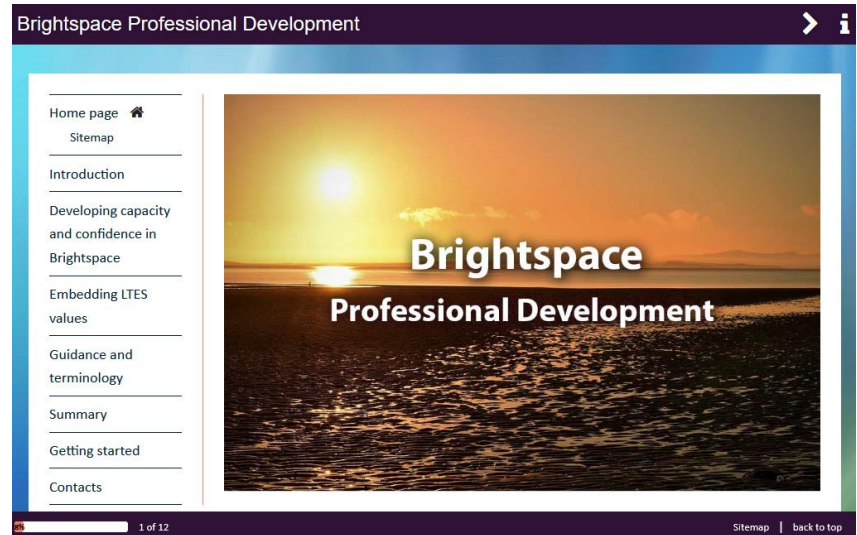 Brightspace Professional Development
Home page
Sitemap
Introduction
Developing capacity
and confidence in
Brightspace
Embedding LTES
values
Guidance and
terminology
Summary
Getting started
Contacts
Brightspace
Professional Development
8%
1 of 12
Sitemap | back to top